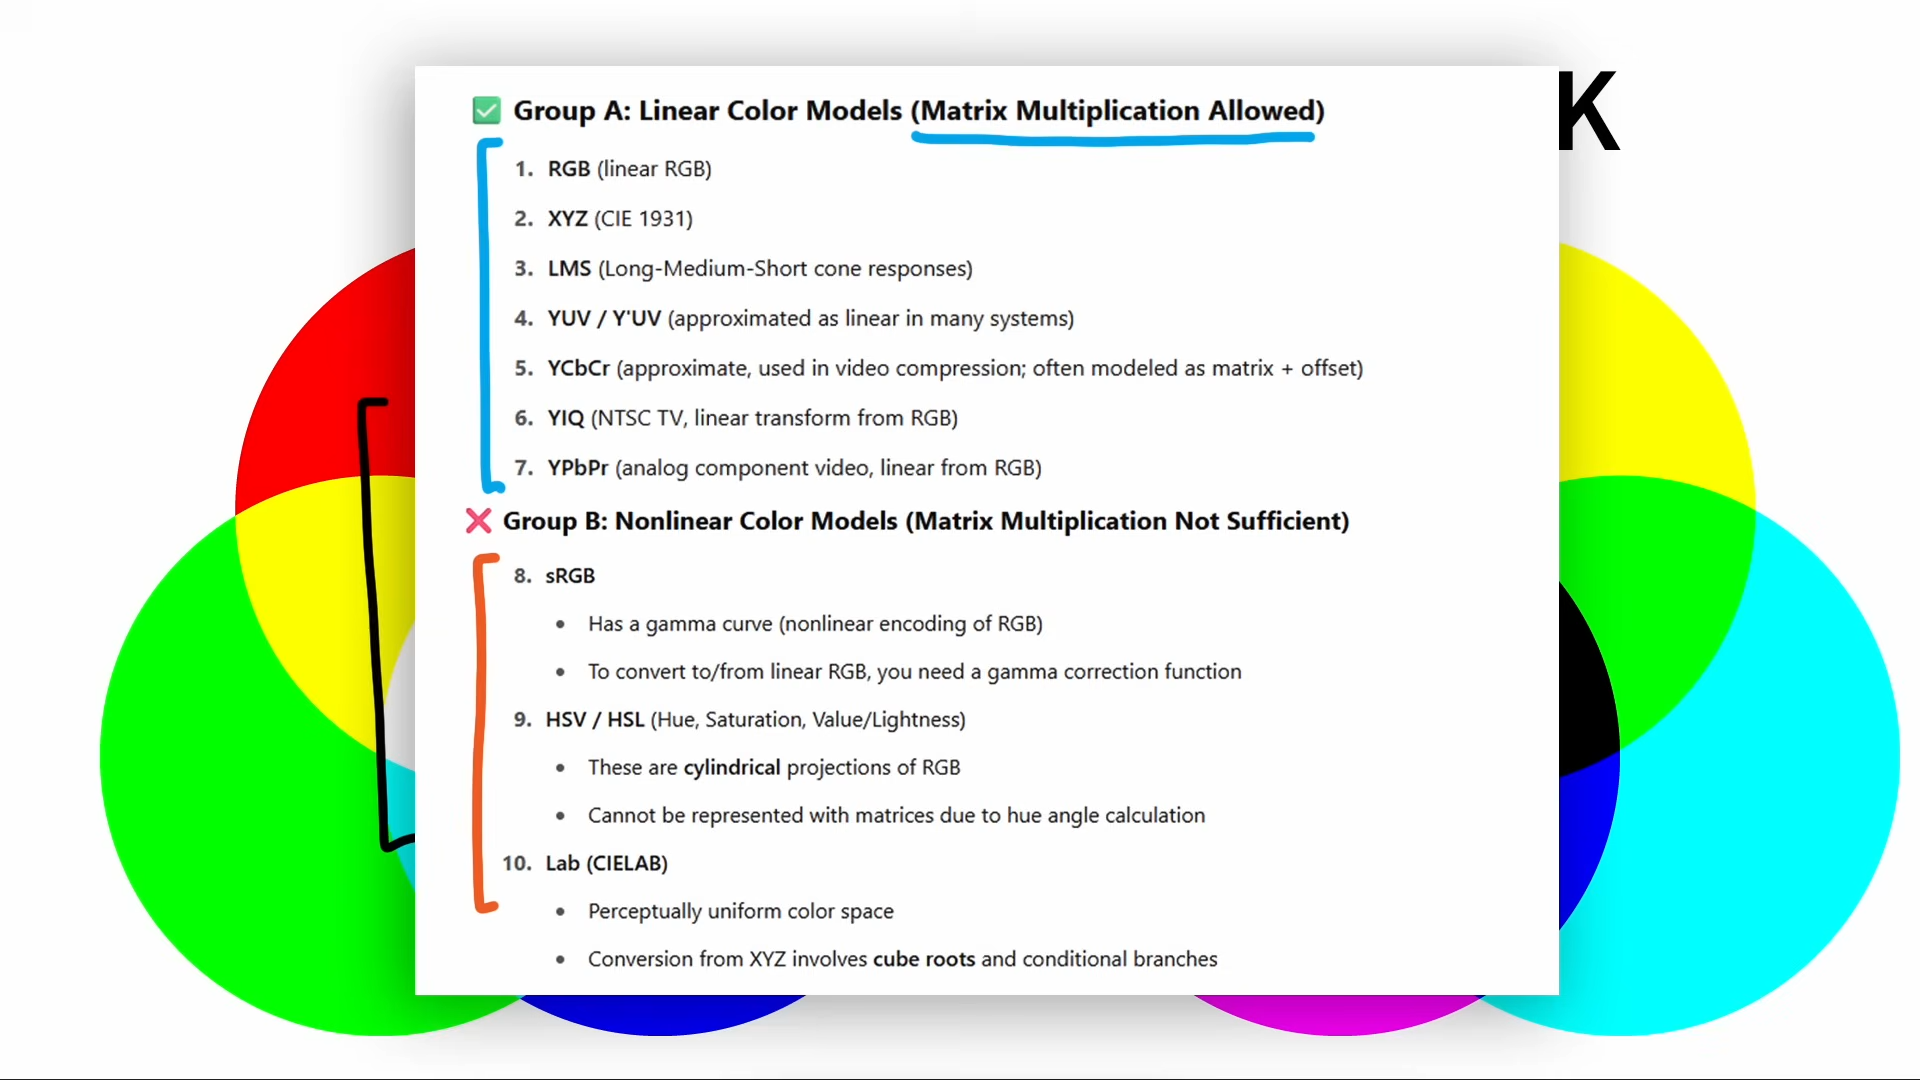 K
✅ Group A: Linear Color Models (Matrix Multiplication Allowed)
1. RGB (linear RGB)
2. XYZ (CIE 1931)
3. LMS (Long-Medium-Short cone responses)
4. YUV / Y'UV (approximated as linear in many systems)
5. YCbCr (approximate, used in video compression; often modeled as matrix + offset)
6. YIQ (NTSC TV, linear transform from RGB)
7. YPbPr (analog component video, linear from RGB)
❌ Group B: Nonlinear Color Models (Matrix Multiplication Not Sufficient)
8. sRGB
• Has a gamma curve (nonlinear encoding of RGB)
• To convert to/from linear RGB, you need a gamma correction function
9. HSV / HSL (Hue, Saturation, Value/Lightness)
• These are cylindrical projections of RGB
• Cannot be represented with matrices due to hue angle calculation
10. Lab (CIELAB)
• Perceptually uniform color space
• Conversion from XYZ involves cube roots and conditional branches